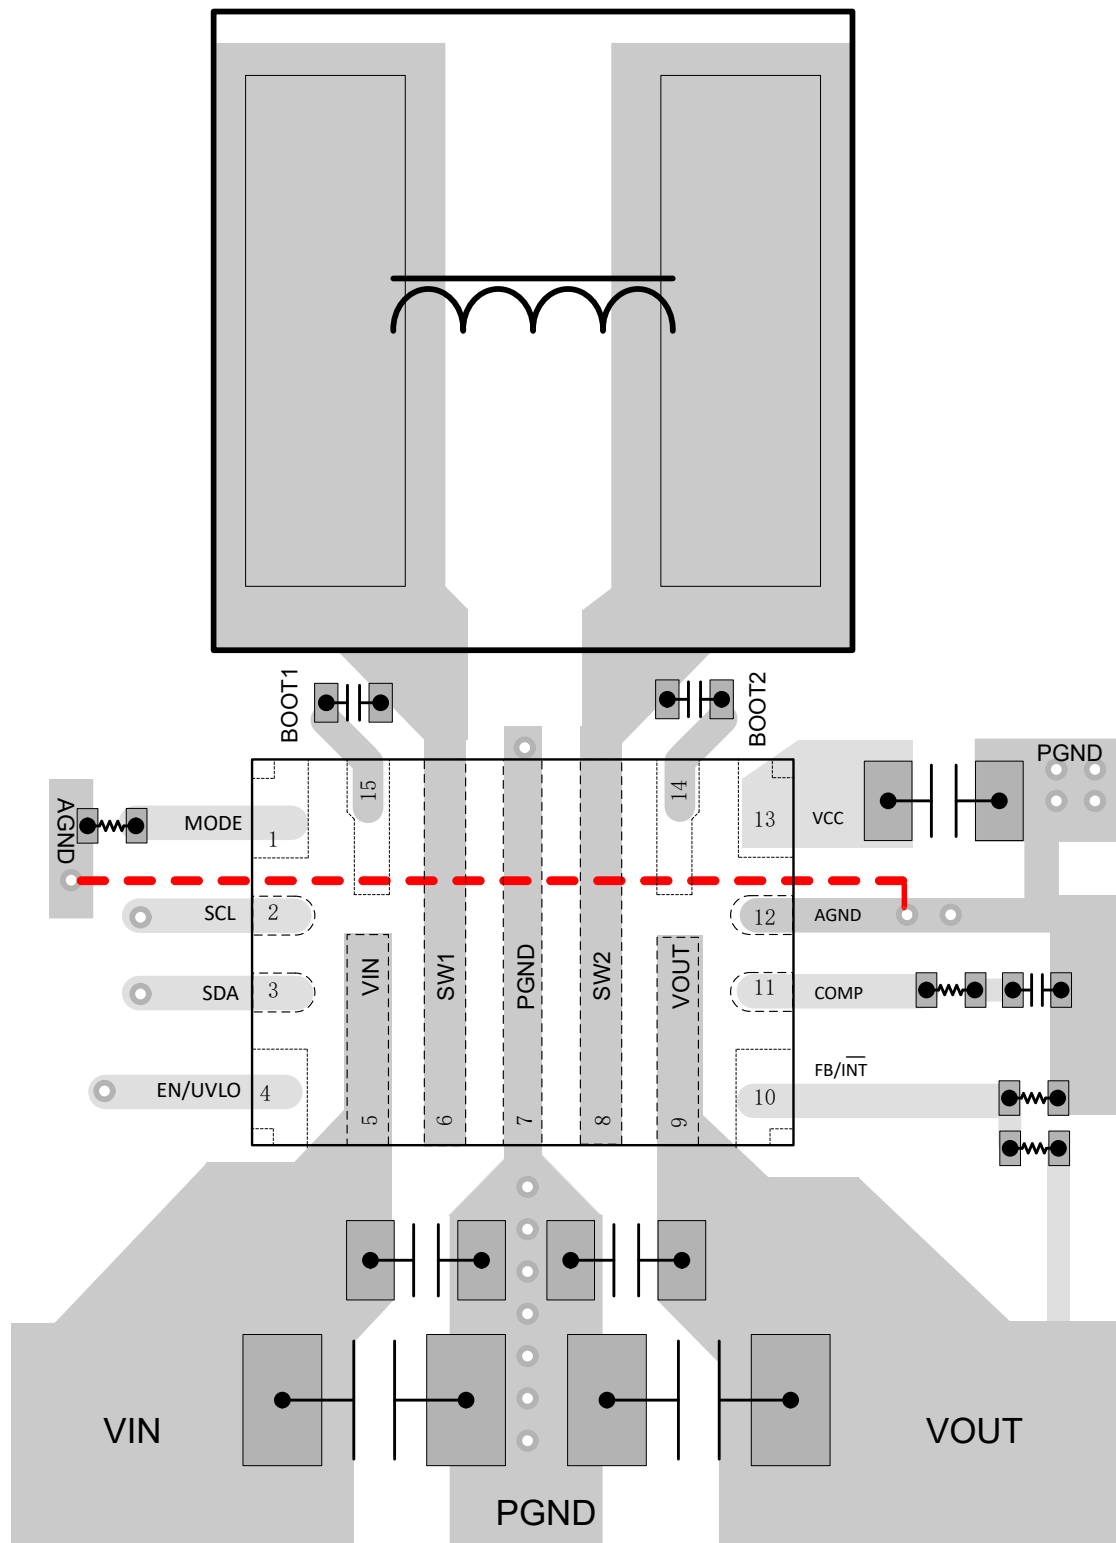 BOOT1
BOOT2
PGND
AGND
MODE
1
15
14
13
VCC
SCL
2
12
AGND
SDA
3
VIN
SW1
PGND
SW2
VOUT
11
COMP
FB/INT
EN/UVLO
4
5
6
7
8
9
10
VIN
VOUT
PGND